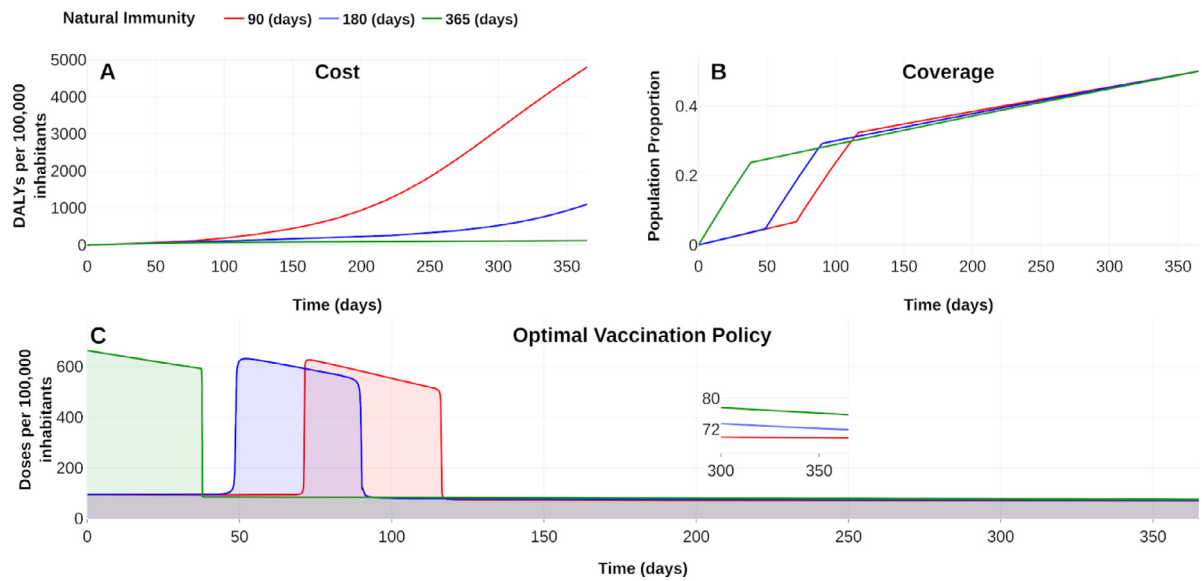 Natural Immunity 90 (days) 180 (days) 365 (days)
A Cost
DALYs per 100,000
inhabitants
5000
4000
3000
2000
1000
0
0 50 100 150 200 250 300 350
Time (days)
B Coverage
Population Proportion
0.4
0.2
0
0 50 100 150 200 250 300 350
Time (days)
C Optimal Vaccination Policy
Doses per 100,000
inhabitants
600
400
200
0
80
72
300 350
0 50 100 150 200 250 300 350
Time (days)